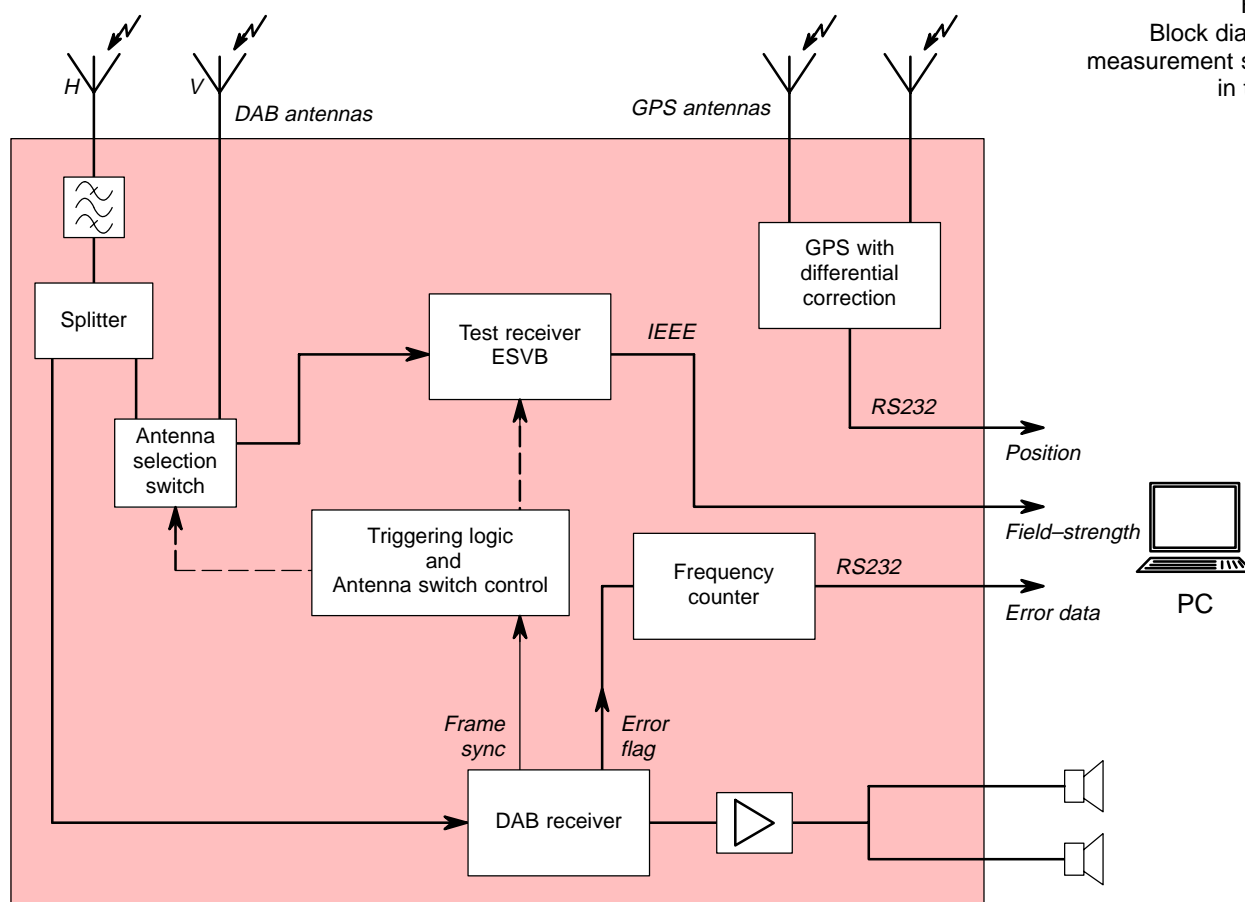 Block dia
measurement s
in
H
V
DAB antennas
GPS antennas
GPS with
differential
correction
Splitter
Test receiver
ESVB
IEEE
RS232
Position
Antenna
selection
switch
Triggering logic
and
Antenna switch control
Field–strength
Frequency
counter
RS232
Error data
PC
Frame
sync
Error
flag
DAB receiver